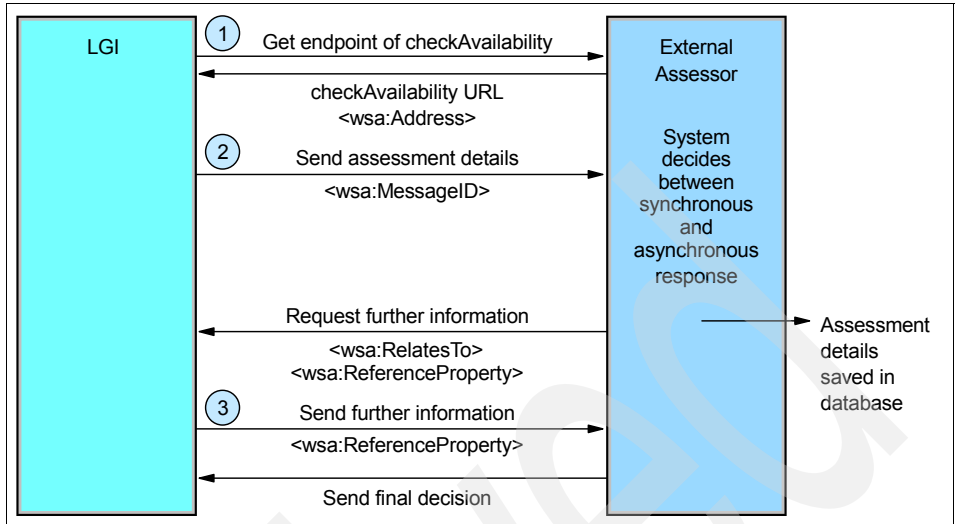 LGI
1
Get endpoint of checkAvailability
checkAvailability URL
<wsa:Address>
2
Send assessment details
<wsa:MessageID>
Request further information
<wsa:RelatesTo>
<wsa:ReferenceProperty>
3
Send further information
<wsa:ReferenceProperty>
Send final decision
External
Assessor
System
decides
between
synchronous
and
asynchronous
response
Assessment
details
saved in
database